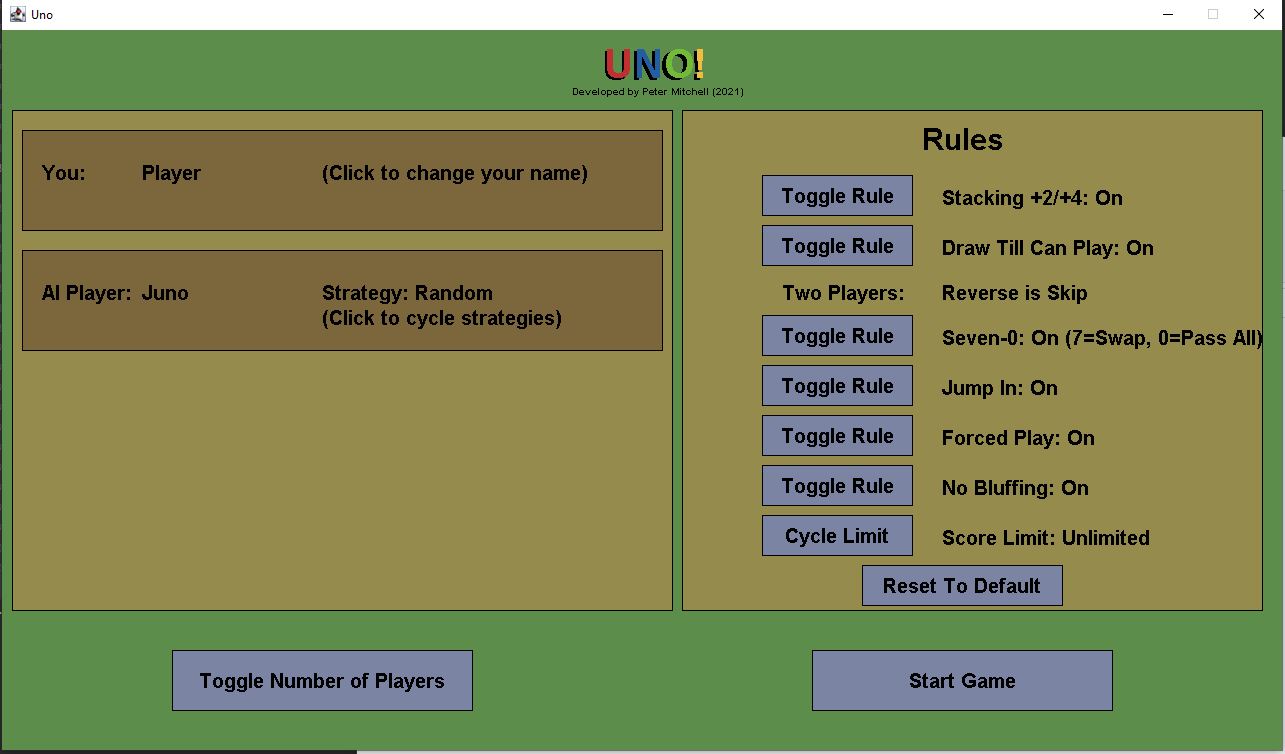 Uno
UNO!
Developed by Peter Mitchell (2021)
You: Player (Click to change your name)
AI Player: Juno Strategy: Random
(Click to cycle strategies)
Rules
Toggle Rule Stacking +2/+4: On
Toggle Rule Draw Till Can Play: On
Two Players: Reverse is Skip
Toggle Rule Seven-0: On (7=Swap, 0=Pass All)
Toggle Rule Jump In: On
Toggle Rule Forced Play: On
Toggle Rule No Bluffing: On
Cycle Limit Score Limit: Unlimited
Reset To Default
Toggle Number of Players
Start Game